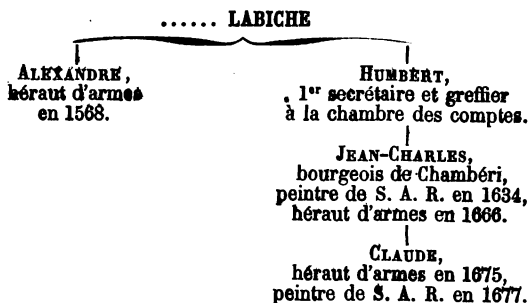 ...... LABICHE
ALEXANDRE,
héraut d'armes
en 1568.
HUMBERT,
1er secrétaire et greffier
à la chambre des comptes.
JEAN-CHARLES,
bourgeois de Chambéri,
peintre de S. A. R. en 1634,
héraut d'armes en 1666.
CLAUDE,
héraut d'armes en 1675,
peintre de S. A. R. en 1677.